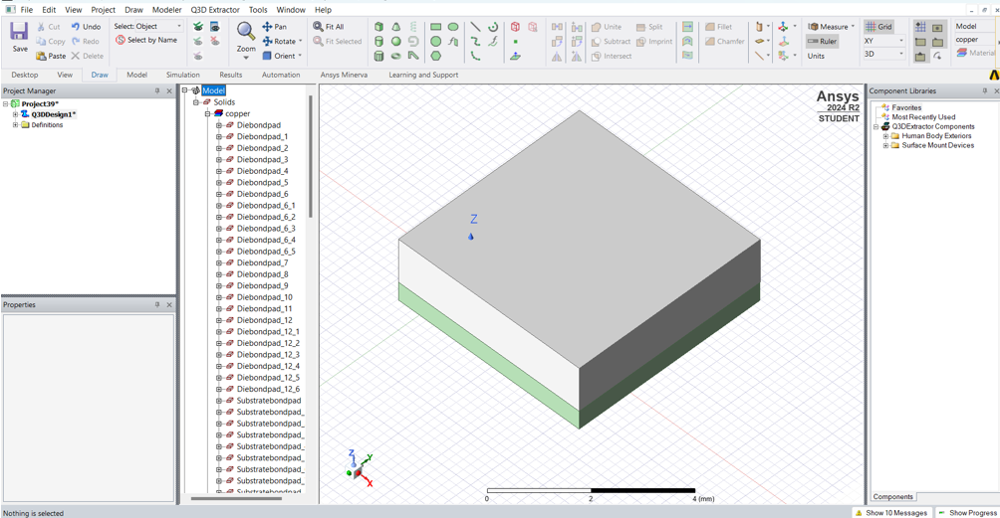 File Edit View Project Draw Modeler Q3D Extractor Tools Window Help
Save
Cut
Copy
Paste
Undo
Redo
Delete
Select: Object
Select by Name
Zoom
Pan
Rotate
Orient
Fit All
Fit Selected
Unite
Subtract
Intersect
Split
Imprint
Fillet
Chamfer
Measure
Ruler
Units
Grid
XY
3D
Model
copper
Material
Desktop View Draw Model Simulation Results Automation Ansys Minerva Learning and Support
Project Manager
Project39*
Q3DDesign1*
Definitions
Properties
Nothing is selected
Model
Solids
copper
Diebondpad
Diebondpad_1
Diebondpad_2
Diebondpad_3
Diebondpad_4
Diebondpad_5
Diebondpad_6
Diebondpad_6_1
Diebondpad_6_2
Diebondpad_6_3
Diebondpad_6_4
Diebondpad_6_5
Diebondpad_7
Diebondpad_8
Diebondpad_9
Diebondpad_10
Diebondpad_11
Diebondpad_12
Diebondpad_12_1
Diebondpad_12_2
Diebondpad_12_3
Diebondpad_12_4
Diebondpad_12_5
Diebondpad_12_6
Substratebondpad
Substratebondpad_
Substratebondpad_
Substratebondpad_
Substratebondpad_
Substratebondpad_
Substratebondpad_
Substratebondpad_
Ansys
2024 R2
STUDENT
Z
Z
Y
X
0 2 4 (mm)
Component Libraries
Favorites
Most Recently Used
Q3DExtractor Components
Human Body Exteriors
Surface Mount Devices
Components
Show 10 Messages
Show Progress